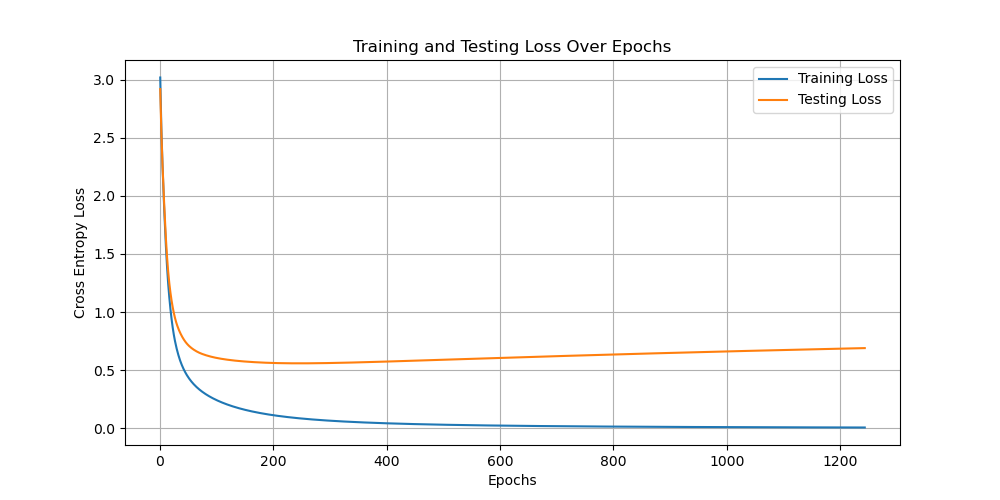 Training and Testing Loss Over Epochs
Training Loss
Testing Loss
Cross Entropy Loss
3.0
2.5
2.0
1.5
1.0
0.5
0.0
0
200
400
600
800
1000
1200
Epochs